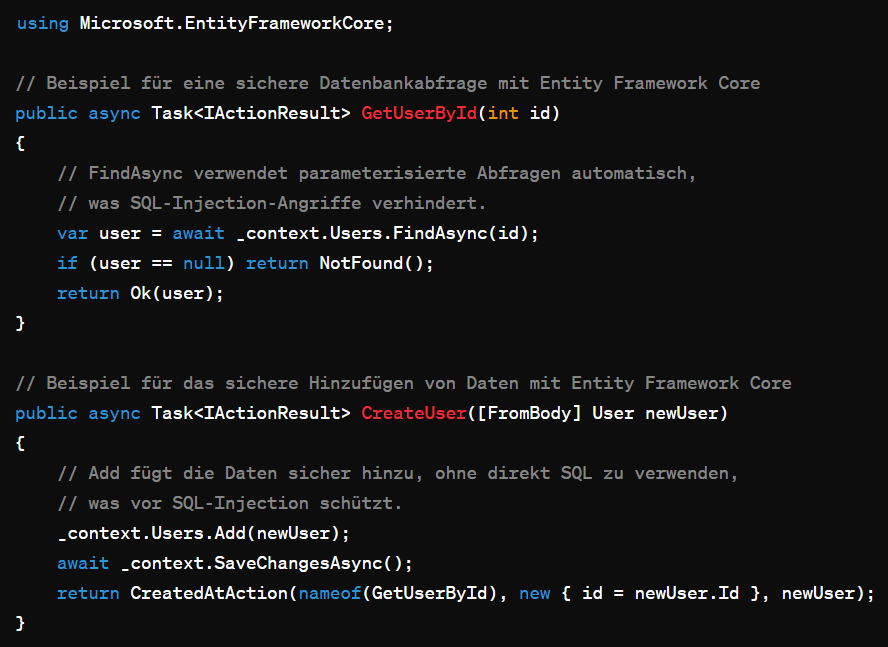 using Microsoft.EntityFrameworkCore;
// Beispiel für eine sichere Datenbankabfrage mit Entity Framework Core
public async Task<IActionResult> GetUserById(int id)
{
    // FindAsync verwendet parameterisierte Abfragen automatisch,
    // was SQL-Injection-Angriffe verhindert.
    var user = await _context.Users.FindAsync(id);
    if (user == null) return NotFound();
    return Ok(user);
}
// Beispiel für das sichere Hinzufügen von Daten mit Entity Framework Core
public async Task<IActionResult> CreateUser([FromBody] User newUser)
{
    // Add fügt die Daten sicher hinzu, ohne direkt SQL zu verwenden,
    // was vor SQL-Injection schützt.
    _context.Users.Add(newUser);
    await _context.SaveChangesAsync();
    return CreatedAtAction(nameof(GetUserById), new { id = newUser.Id }, newUser);
}